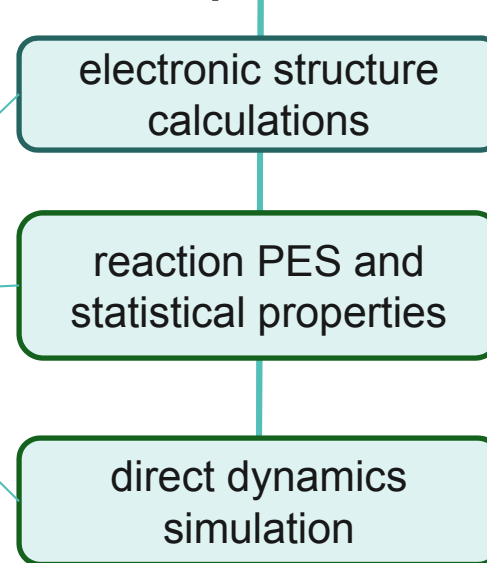 electronic structure
calculations
reaction PES and
statistical properties
direct dynamics
simulation